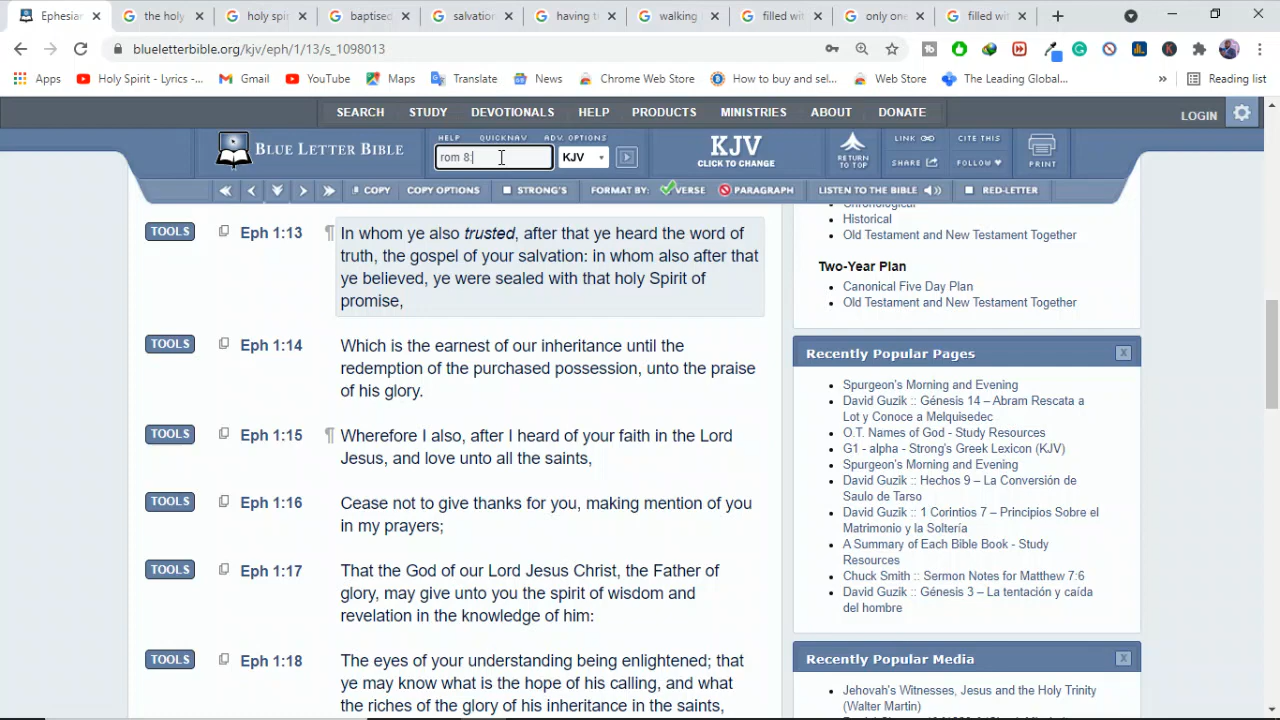 Ephesiar
the holy
holy spi
baptised
salvation
having t
walking
filled wit
only one
filled wit
blueletterbible.org/kjv/eph/1/13/s_1098013
Apps
Holy Spirit - Lyrics -...
Gmail
YouTube
Maps
Translate
News
Chrome Web Store
How to buy and sel...
Web Store
The Leading Global...
»
Reading list
SEARCH STUDY DEVOTIONALS HELP PRODUCTS MINISTRIES ABOUT DONATE
LOGIN
BLUE LETTER BIBLE
HELP QUICKNAV ADV. OPTIONS
rom 8:
KJV
KJV
CLICK TO CHANGE
RETURN
TO TOP
LINK
CITE THIS
SHARE
FOLLOW
PRINT
COPY COPY OPTIONS STRONG'S FORMAT BY: VERSE PARAGRAPH LISTEN TO THE BIBLE RED-LETTER
TOOLS Eph 1:13 ¶ In whom ye also trusted, after that ye heard the word of
truth, the gospel of your salvation: in whom also after that
ye believed, ye were sealed with that holy Spirit of
promise,
TOOLS Eph 1:14 Which is the earnest of our inheritance until the
redemption of the purchased possession, unto the praise
of his glory.
TOOLS Eph 1:15 ¶ Wherefore I also, after I heard of your faith in the Lord
Jesus, and love unto all the saints,
TOOLS Eph 1:16 Cease not to give thanks for you, making mention of you
in my prayers;
TOOLS Eph 1:17 That the God of our Lord Jesus Christ, the Father of
glory, may give unto you the spirit of wisdom and
revelation in the knowledge of him:
TOOLS Eph 1:18 The eyes of your understanding being enlightened; that
ye may know what is the hope of his calling, and what
the riches of the glory of his inheritance in the saints,
Chronological
Historical
Old Testament and New Testament Together
Two-Year Plan
Canonical Five Day Plan
Old Testament and New Testament Together
Recently Popular Pages
X
Spurgeon's Morning and Evening
David Guzik :: Génesis 14 – Abram Rescata a
Lot y Conoce a Melquisedec
O.T. Names of God - Study Resources
G1 - alpha - Strong's Greek Lexicon (KJV)
Spurgeon's Morning and Evening
David Guzik :: Hechos 9 – La Conversión de
Saulo de Tarso
David Guzik :: 1 Corintios 7 – Principios Sobre el
Matrimonio y la Soltería
A Summary of Each Bible Book - Study
Resources
Chuck Smith :: Sermon Notes for Matthew 7:6
David Guzik :: Génesis 3 – La tentación y caída
del hombre
Recently Popular Media
X
Jehovah's Witnesses, Jesus and the Holy Trinity
(Walter Martin)